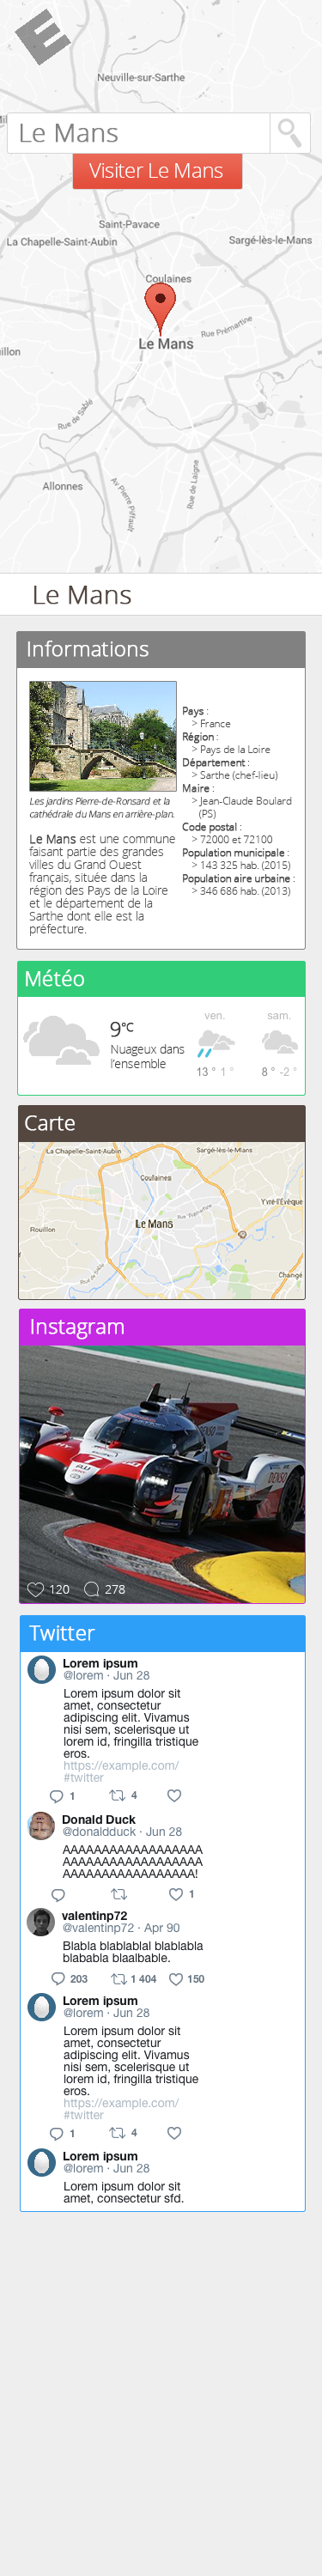 Neuville-sur-Sarthe
Le Mans
Visiter Le Mans
Saint-Pavace
La Chapelle-Saint-Aubin
Sargé-lès-le-Mans
Coulaines
Rue Prémartine
Le Mans
Rue de Sablé
Rue de Laigné
Allonnes
Av Pierre Piffault
Le Mans
Informations
Les jardins Pierre-de-Ronsard et la
cathédrale du Mans en arrière-plan.
Le Mans est une commune
faisant partie des grandes
villes du Grand Ouest
français, située dans la
région des Pays de la Loire
et le département de la
Sarthe dont elle est la
préfecture.
Pays :
> France
Région :
> Pays de la Loire
Département :
> Sarthe (chef-lieu)
Maire :
> Jean-Claude Boulard
(PS)
Code postal :
> 72000 et 72100
Population municipale :
> 143 325 hab. (2015)
Population aire urbaine :
> 346 686 hab. (2013)
Météo
9°C
Nuageux dans
l'ensemble
ven.
13 ° 1 °
sam.
8 ° -2 °
Carte
La Chapelle-Saint-Aubin
Sargé-lès-le-Mans
Coulaines
Yvré-l'Évêque
Rue Prémartine
Le Mans
Rouillon
Rue de Sablé
Changé
Instagram
7
DENSO
DENSO
120
278
Twitter
Lorem ipsum
@lorem · Jun 28
Lorem ipsum dolor sit
amet, consectetur
adipiscing elit. Vivamus
nisi sem, scelerisque ut
lorem id, fringilla tristique
eros.
https://example.com/
#twitter
1 4
Donald Duck
@donaldduck · Jun 28
AAAAAAAAAAAAAAAAAA
AAAAAAAAAAAAAAAAAA
AAAAAAAAAAAAAAAAA!
1
valentinp72
@valentinp72 · Apr 90
Blabla blablablal blablabla
blababla blaalbable.
203 1 404 150
Lorem ipsum
@lorem · Jun 28
Lorem ipsum dolor sit
amet, consectetur
adipiscing elit. Vivamus
nisi sem, scelerisque ut
lorem id, fringilla tristique
eros.
https://example.com/
#twitter
1 4
Lorem ipsum
@lorem · Jun 28
Lorem ipsum dolor sit
amet, consectetur sfd.